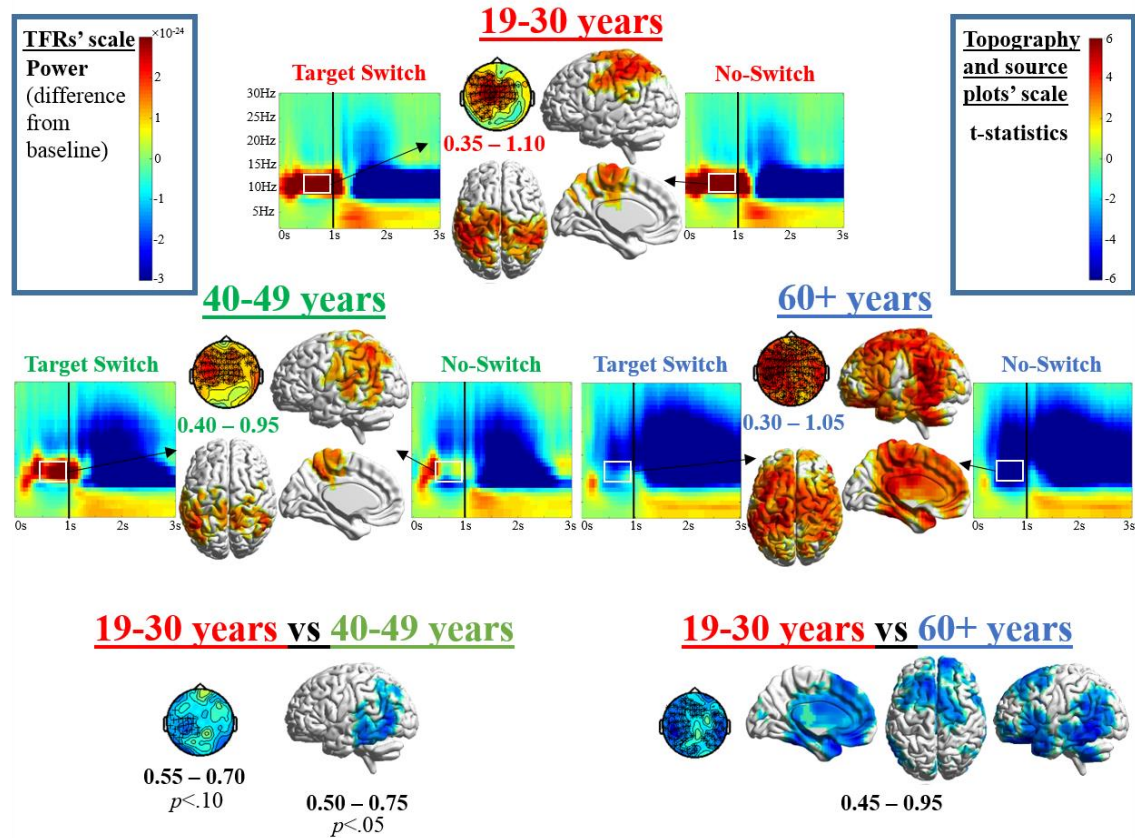 TFRs' scale
Power
(difference
from
baseline)
×10⁻²⁴
2
1
0
-1
-2
-3
19-30 years
Target Switch
No-Switch
30Hz
20Hz
15Hz
10Hz
5Hz
0s
1s
2s
3s
0.35 – 1.10
0s
1s
2s
3s
Topography
and source
plots' scale
t-statistics
6
4
2
0
-2
-4
-6
40-49 years
Target Switch
No-Switch
0.40 – 0.95
0s
1s
2s
3s
0s
1s
2s
3s
60+ years
Target Switch
No-Switch
0.30 – 1.05
0s
1s
2s
0s
1s
2s
3s
19-30 years vs 40-49 years
0.55 – 0.70
p<.10
0.50 – 0.75
p<.05
19-30 years vs 60+ years
0.45 – 0.95